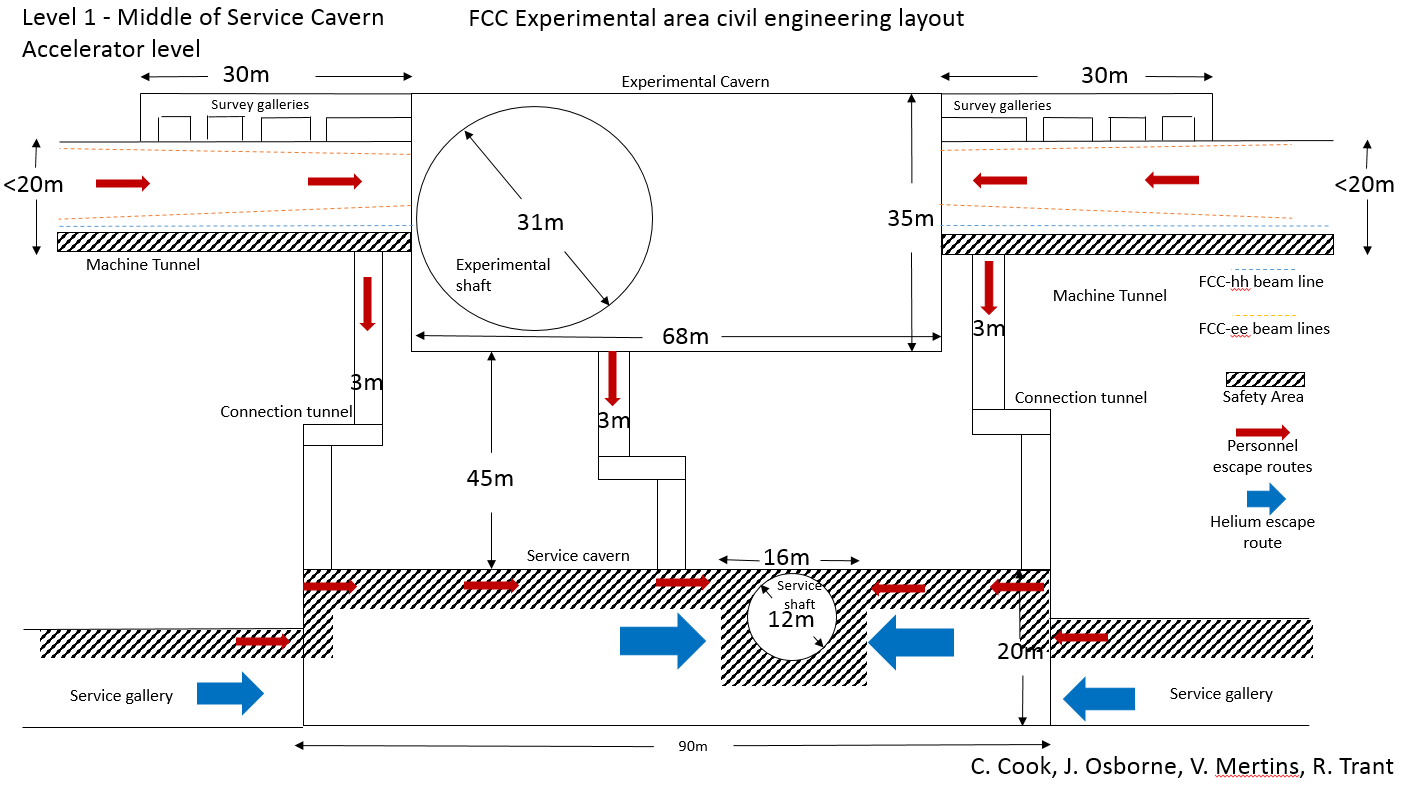 Level 1 - Middle of Service Cavern
Accelerator level
FCC Experimental area civil engineering layout
30m
Experimental Cavern
30m
Survey galleries
Survey galleries
<20m
<20m
31m
35m
Experimental
shaft
Machine Tunnel
Machine Tunnel
FCC-hh beam line
FCC-ee beam lines
68m
3m
3m
3m
Connection tunnel
Connection tunnel
Safety Area
Personnel
escape routes
Helium escape
route
45m
Service cavern
16m
Service
shaft
12m
20m
Service gallery
Service gallery
90m
C. Cook, J. Osborne, V. Mertins, R. Trant